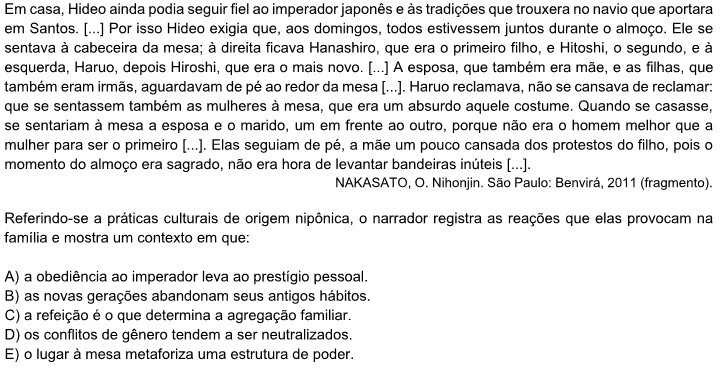 Em casa, Hideo ainda podia seguir fiel ao imperador japonês e às tradições que trouxera no navio que aportara
em Santos. [...] Por isso Hideo exigia que, aos domingos, todos estivessem juntos durante o almoço. Ele se
sentava à cabeceira da mesa; à direita ficava Hanashiro, que era o primeiro filho, e Hitoshi, o segundo, e à
esquerda, Haruo, depois Hiroshi, que era o mais novo. [...] A esposa, que também era mãe, e as filhas, que
também eram irmãs, aguardavam de pé ao redor da mesa [...]. Haruo reclamava, não se cansava de reclamar:
que se sentassem também as mulheres à mesa, que era um absurdo aquele costume. Quando se casasse,
se sentariam à mesa a esposa e o marido, um em frente ao outro, porque não era o homem melhor que a
mulher para ser o primeiro [...]. Elas seguiam de pé, a mãe um pouco cansada dos protestos do filho, pois o
momento do almoço era sagrado, não era hora de levantar bandeiras inúteis [...].
NAKASATO, O. Nihonjin. São Paulo: Benvirá, 2011 (fragmento).
Referindo-se a práticas culturais de origem nipônica, o narrador registra as reações que elas provocam na
família e mostra um contexto em que:
A) a obediência ao imperador leva ao prestígio pessoal.
B) as novas gerações abandonam seus antigos hábitos.
C) a refeição é o que determina a agregação familiar.
D) os conflitos de gênero tendem a ser neutralizados.
E) o lugar à mesa metaforiza uma estrutura de poder.